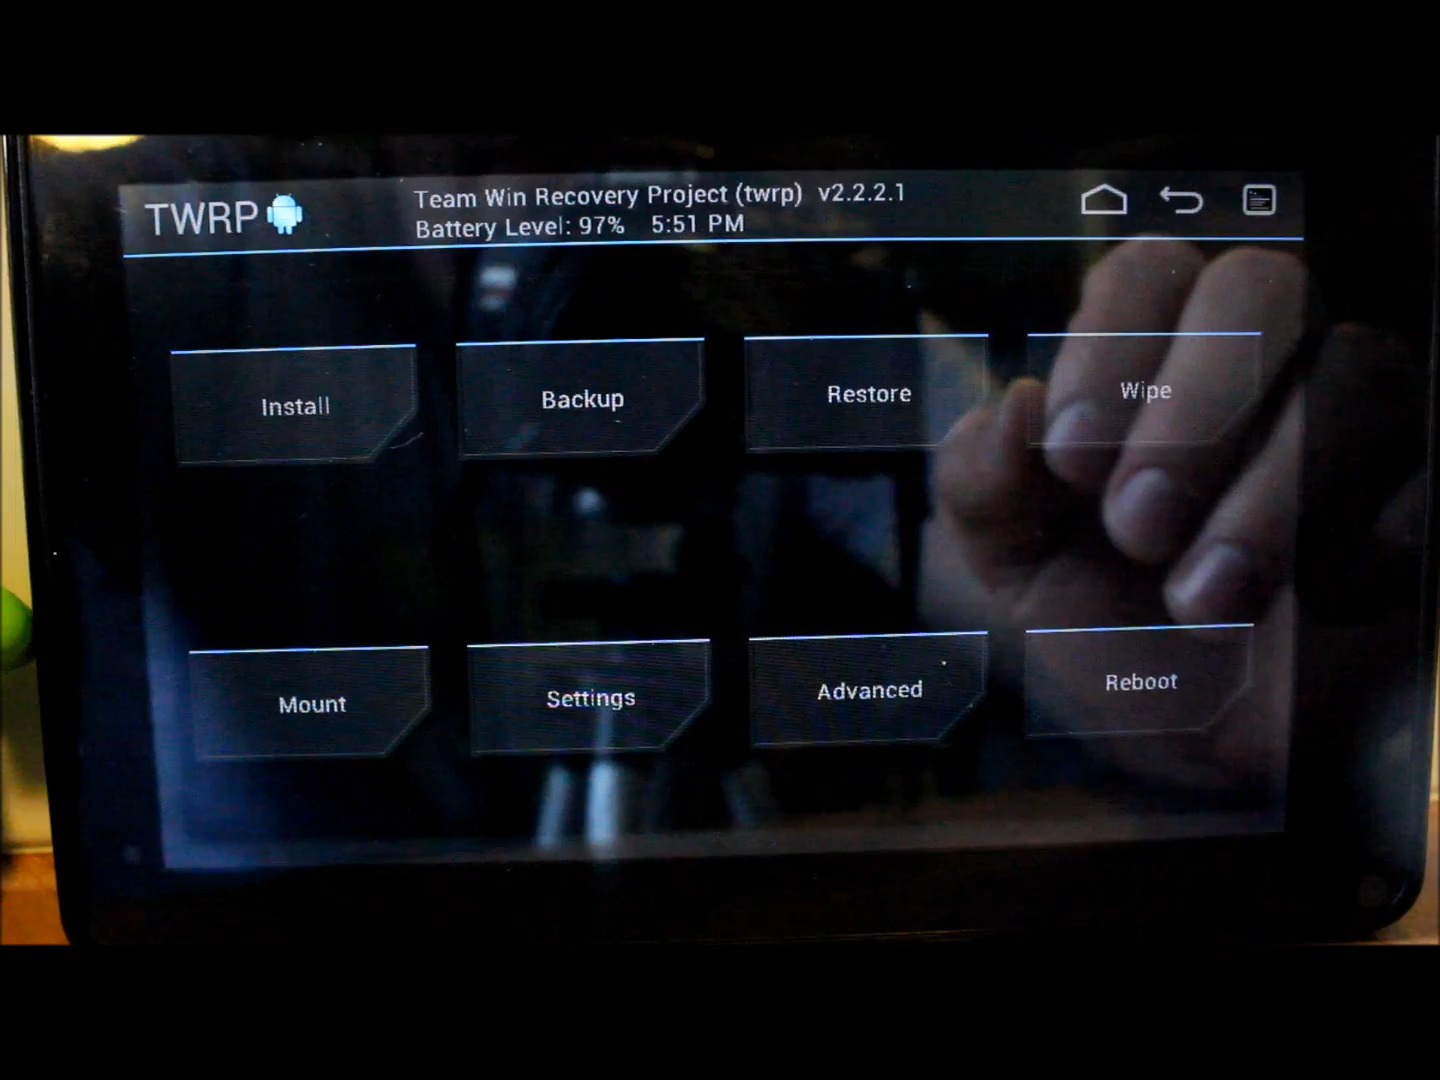 TWRP
Team Win Recovery Project (twrp) v2.2.2.1
Battery Level: 97% 5:51 PM
Install
Backup
Restore
Wipe
Mount
Settings
Advanced
Reboot